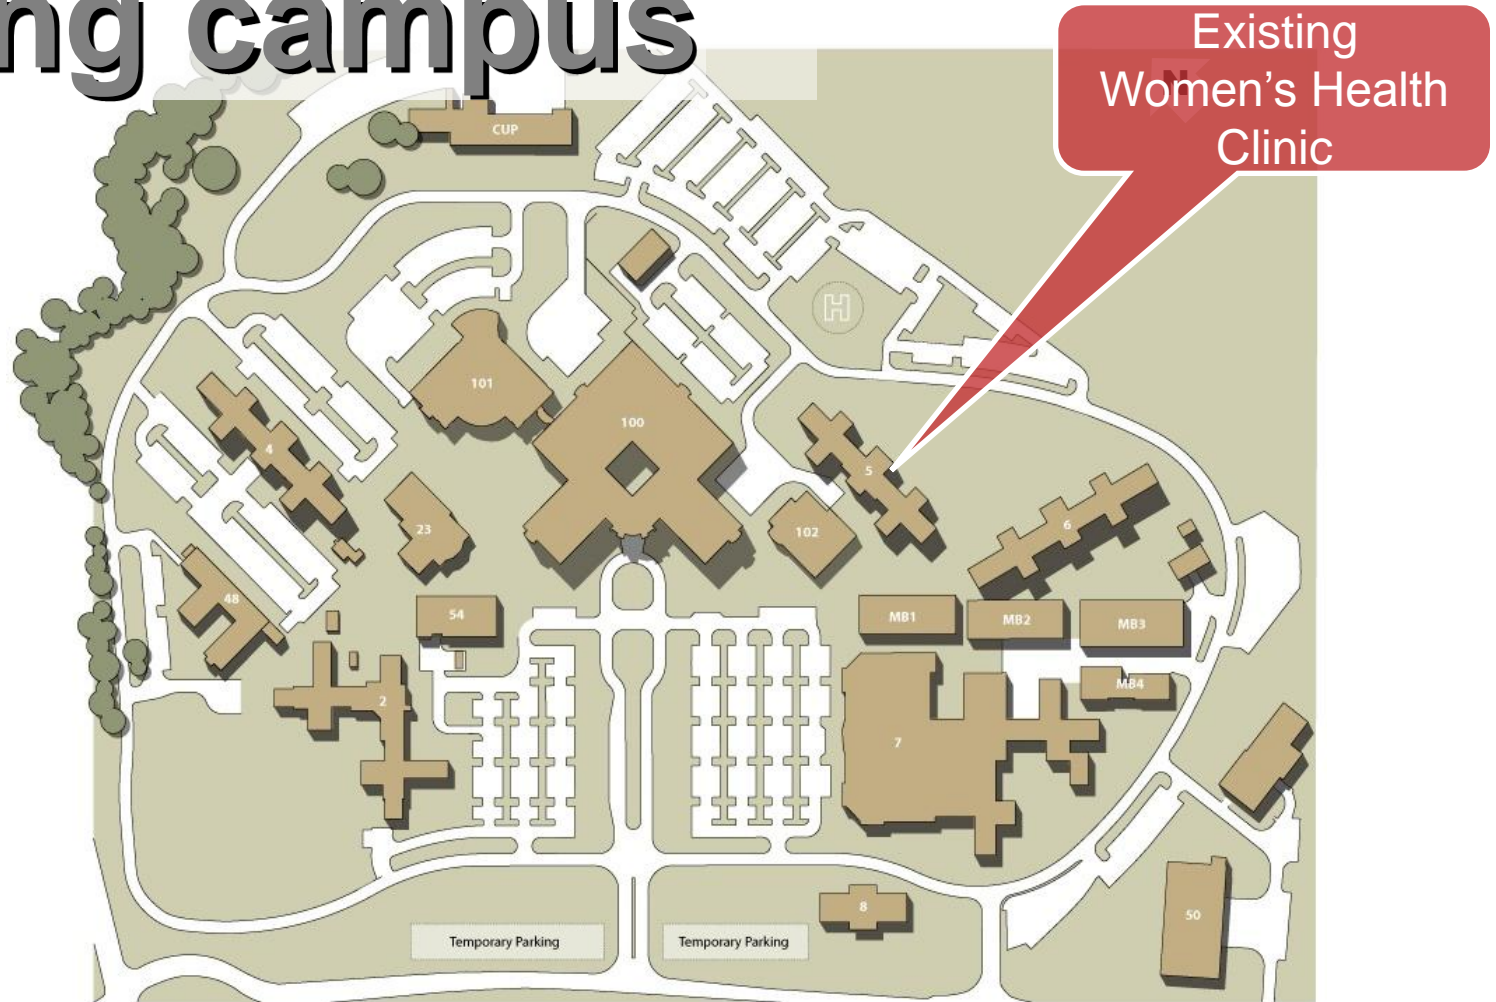 ng campus
Existing
Women's Health
Clinic
N
CUP
H
101
100
4
5
23
102
6
48
54
MB1
MB2
MB3
MB4
2
7
8
50
Temporary Parking
Temporary Parking